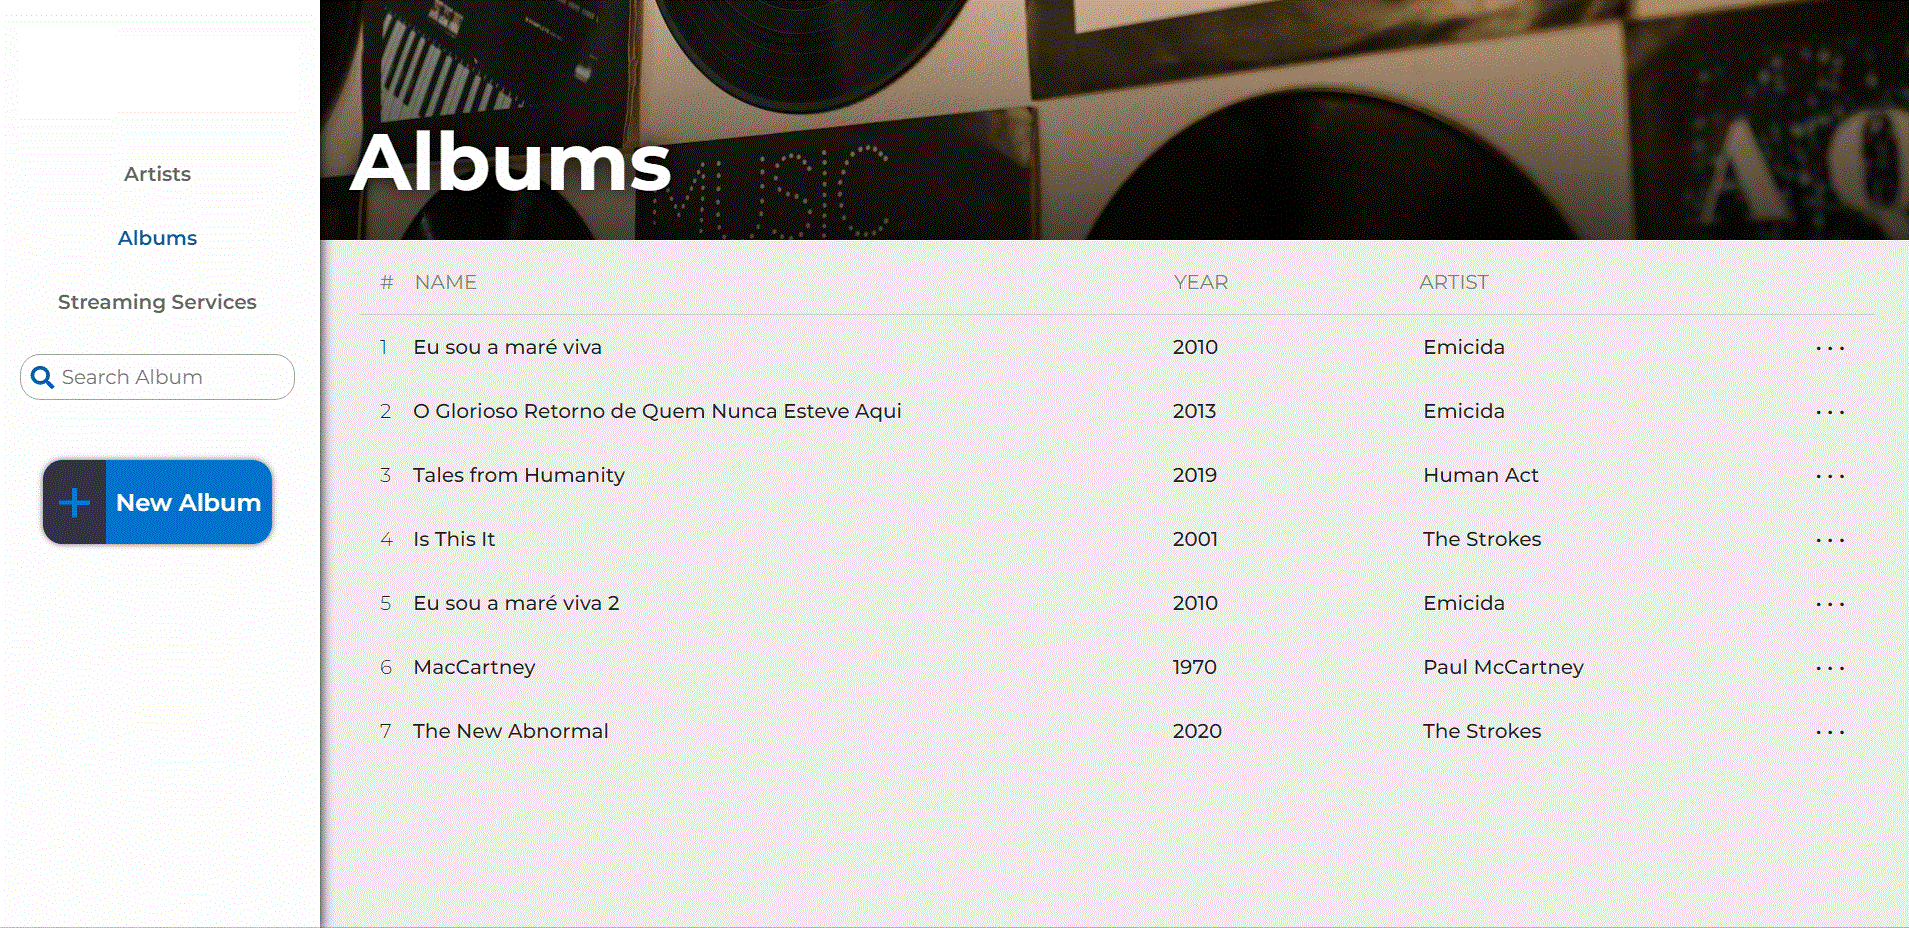 Artists
Albums
Streaming Services
Search Album
New Album
Albums
MUSIC
AQ
# NAME YEAR ARTIST
1 Eu sou a maré viva 2010 Emicida ...
2 O Glorioso Retorno de Quem Nunca Esteve Aqui 2013 Emicida ...
3 Tales from Humanity 2019 Human Act ...
4 Is This It 2001 The Strokes ...
5 Eu sou a maré viva 2 2010 Emicida ...
6 MacCartney 1970 Paul McCartney ...
7 The New Abnormal 2020 The Strokes ...